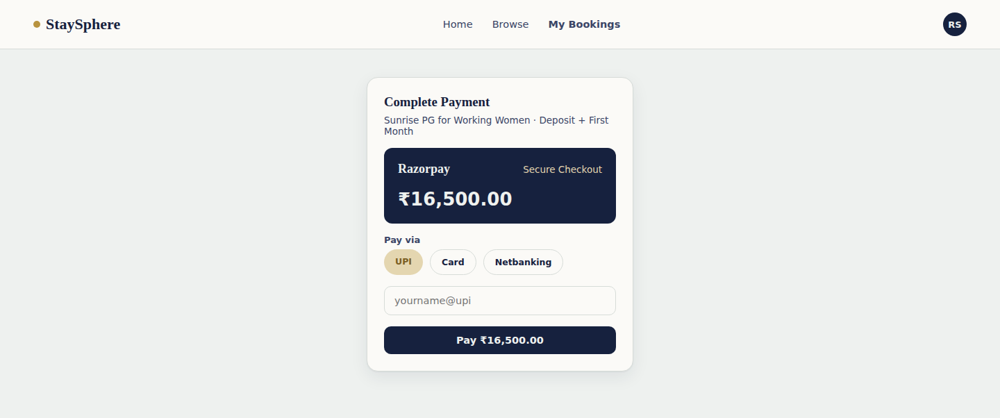 StaySphere
Home
Browse
My Bookings
RS
Complete Payment
Sunrise PG for Working Women · Deposit + First
Month
Razorpay
Secure Checkout
₹16,500.00
Pay via
UPI
Card
Netbanking
yourname@upi
Pay ₹16,500.00